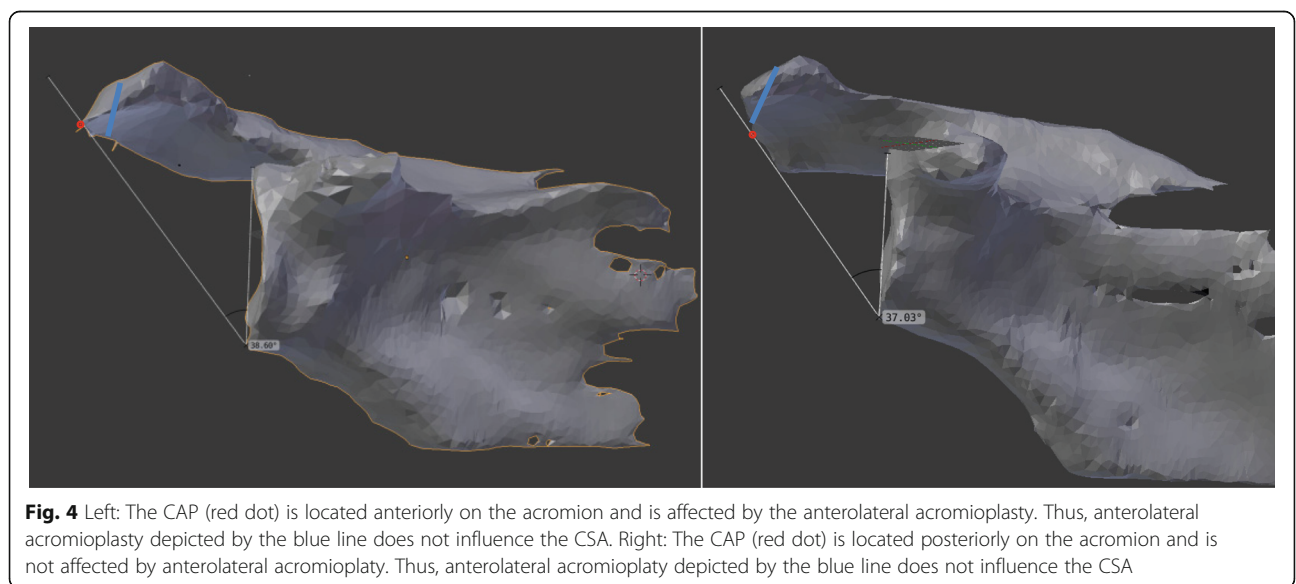 38.60°
37.03°
Fig. 4 Left: The CAP (red dot) is located anteriorly on the acromion and is affected by the anterolateral acromioplasty. Thus, anterolateral
acromioplasty depicted by the blue line does not influence the CSA. Right: The CAP (red dot) is located posteriorly on the acromion and is
not affected by anterolateral acromioplaty. Thus, anterolateral acromioplaty depicted by the blue line does not influence the CSA